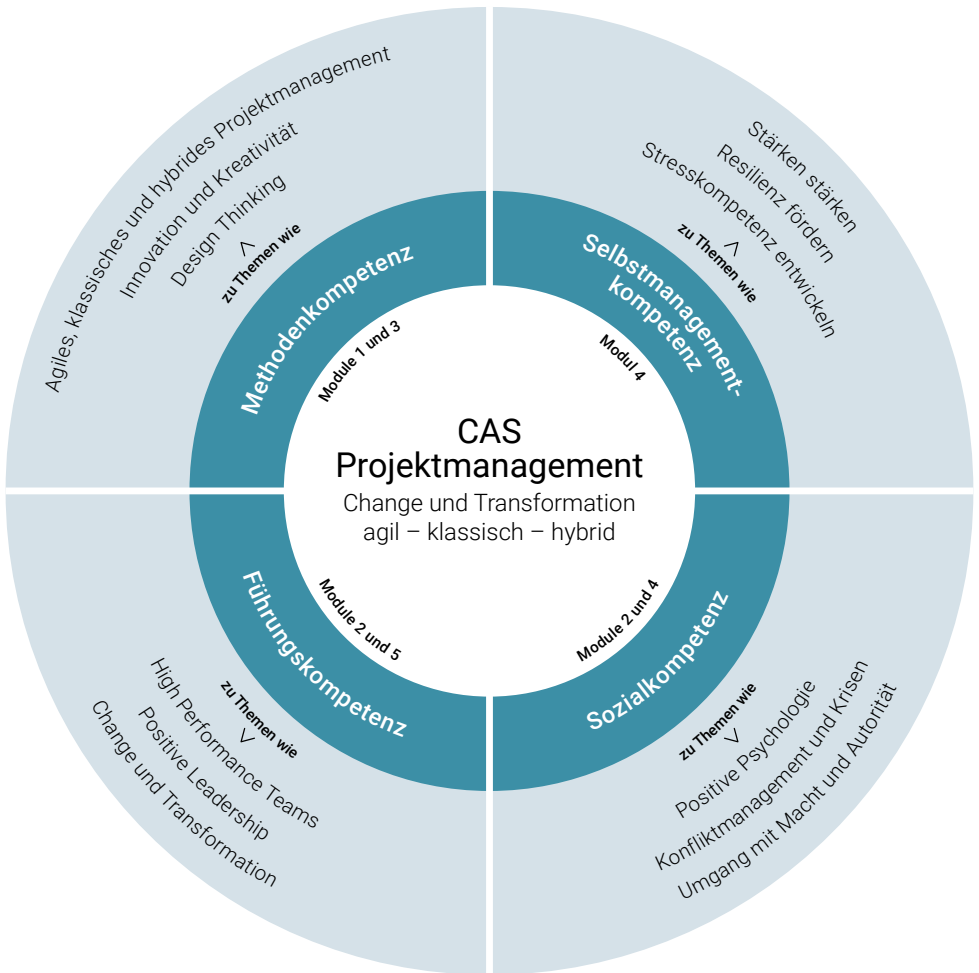 Agiles, klassisches und hybrides Projektmanagement
Innovation und Kreativität
Design Thinking
zu Themen wie
Methodenkompetenz
Module 1 und 3
Stärken stärken
Resilienz fördern
Stresskompetenz entwickeln
zu Themen wie
Selbstmanagement-
kompetenz
Modul 4
CAS
Projektmanagement
Change und Transformation
agil – klassisch – hybrid
Module 2 und 5
Führungskompetenz
zu Themen wie
High Performance Teams
Positive Leadership
Change und Transformation
Module 2 und 4
Sozialkompetenz
zu Themen wie
Positive Psychologie
Konfliktmanagement und Krisen
Umgang mit Macht und Autorität